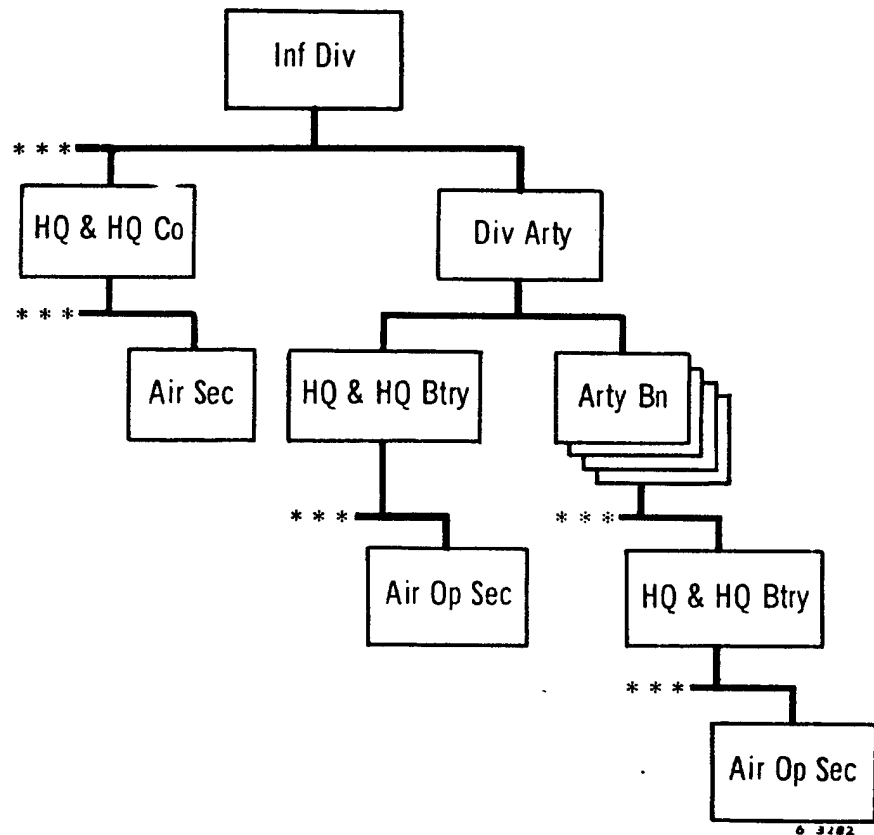 Inf Div
* * *
HQ & HQ Co
Div Arty
* * *
Air Sec
HQ & HQ Btry
Arty Bn
* * *
* * *
Air Op Sec
HQ & HQ Btry
* * *
Air Op Sec
6 3282